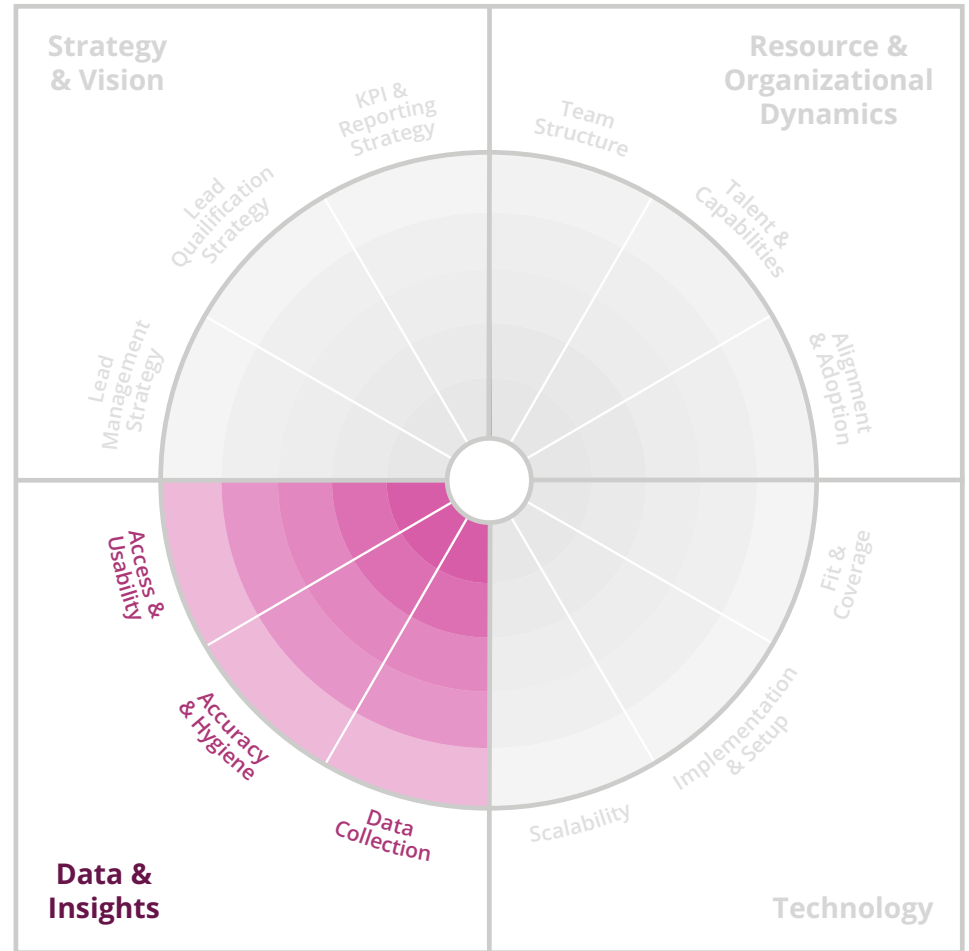 Strategy
& Vision
Resource &
Organizational
Dynamics
KPI &
Reporting
Strategy
Team
Structure
Lead
Quailification
Strategy
Talent &
Capabilities
Lead
Management
Strategy
Alignment
& Adoption
Access &
Usability
Fit &
Coverage
Accuracy
& Hygiene
Implementation
& Setup
Data
Collection
Scalability
Data &
Insights
Technology